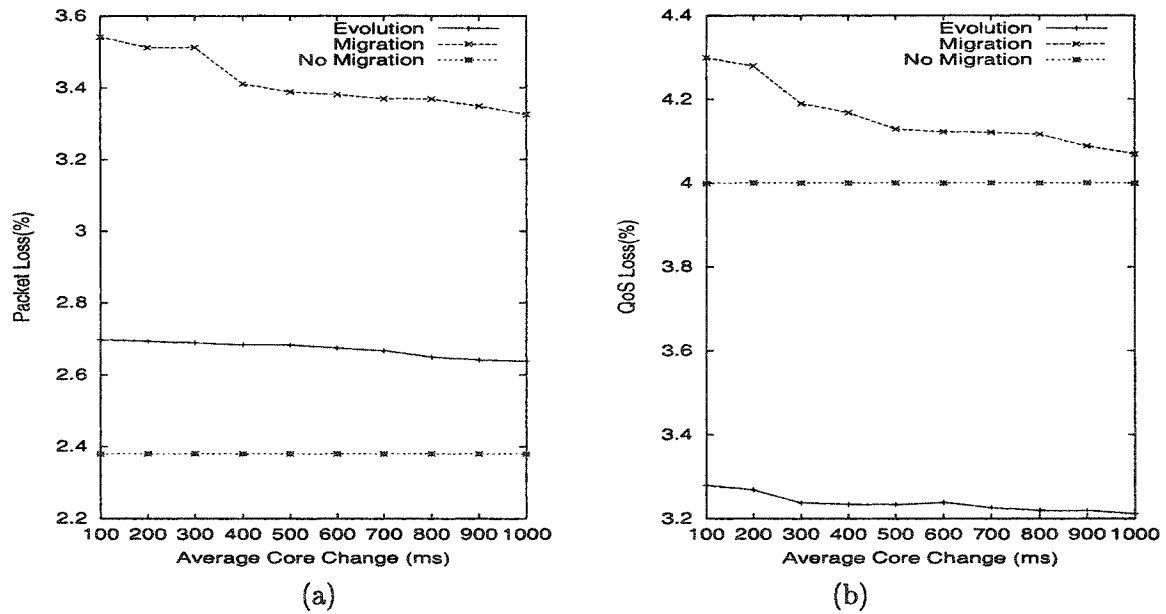 3.6
3.4
3.2
3
2.8
2.6
2.4
2.2
Packet Loss(%)
Evolution
Migration
No Migration
100 200 300 400 500 600 700 800 900 1000
Average Core Change (ms)
(a)
4.4
4.2
4
3.8
3.6
3.4
3.2
QoS Loss(%)
Evolution
Migration
No Migration
100 200 300 400 500 600 700 800 900 1000
Average Core Change (ms)
(b)